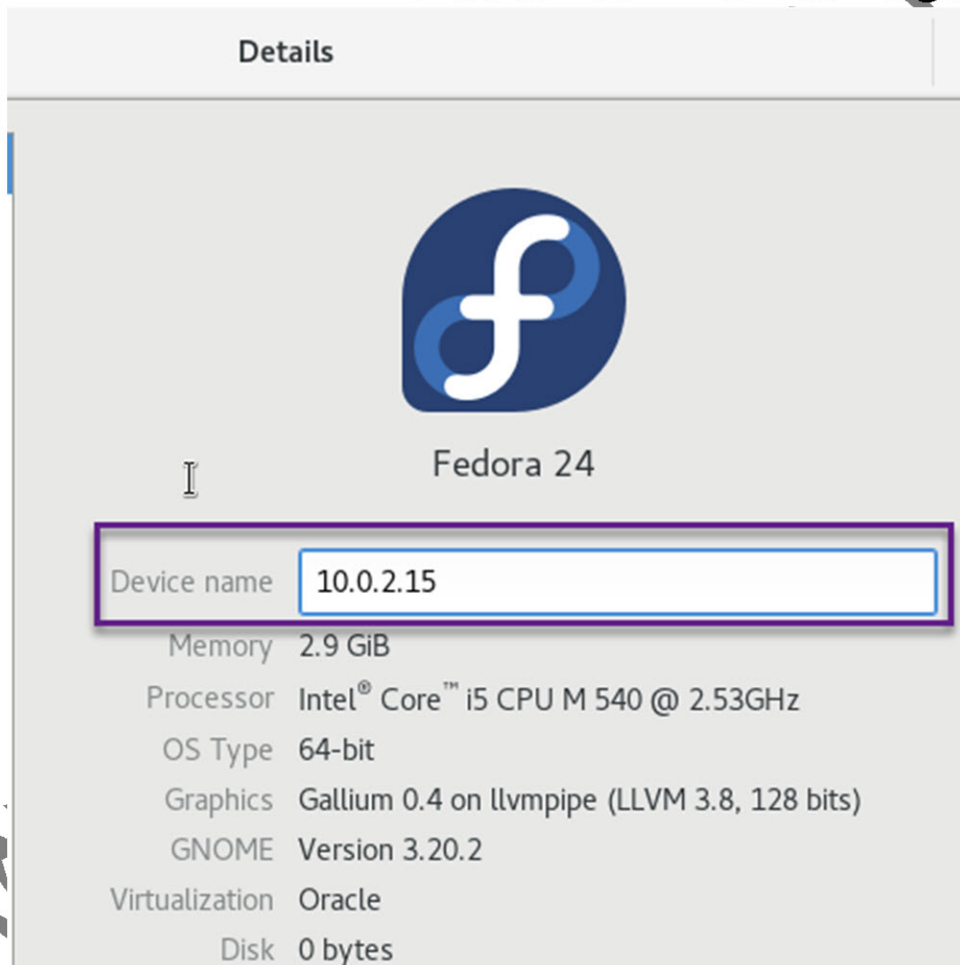 Details
Fedora 24
Device name 10.0.2.15
Memory 2.9 GiB
Processor Intel® Core™ i5 CPU M 540 @ 2.53GHz
OS Type 64-bit
Graphics Gallium 0.4 on llvmpipe (LLVM 3.8, 128 bits)
GNOME Version 3.20.2
Virtualization Oracle
Disk 0 bytes